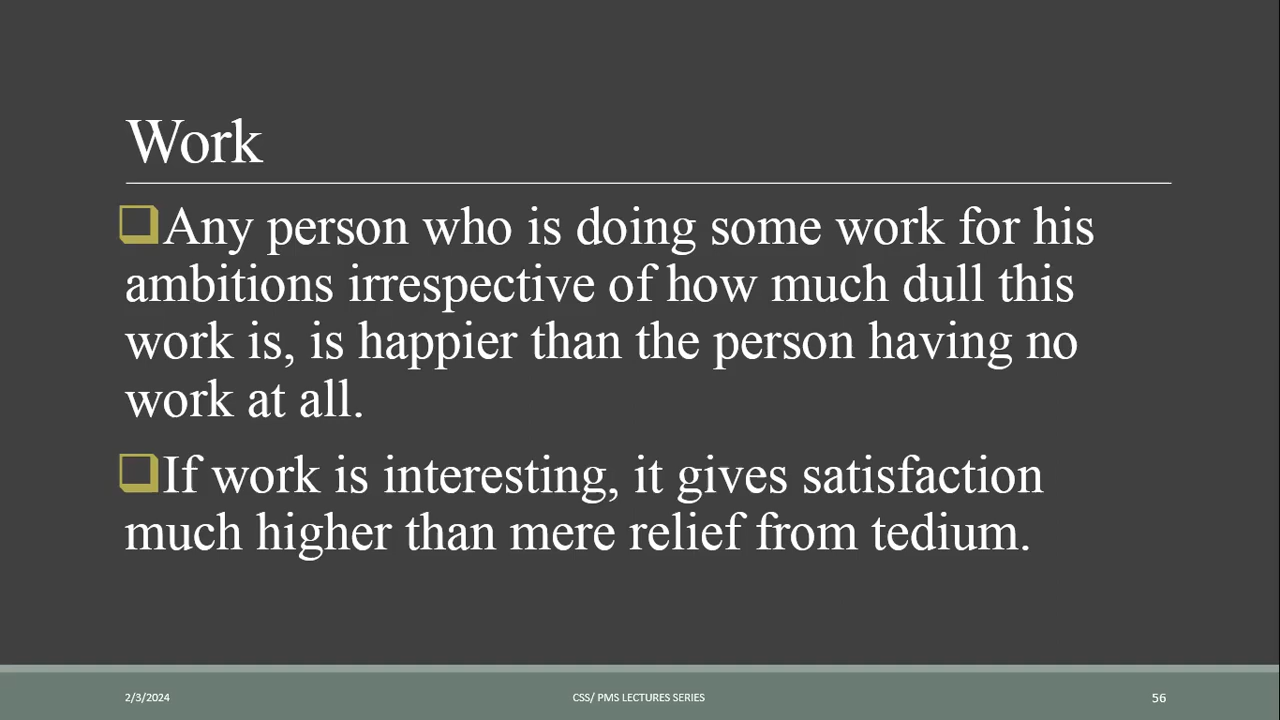 Work
Any person who is doing some work for his
ambitions irrespective of how much dull this
work is, is happier than the person having no
work at all.
If work is interesting, it gives satisfaction
much higher than mere relief from tedium.
2/3/2024
CSS/ PMS LECTURES SERIES
56